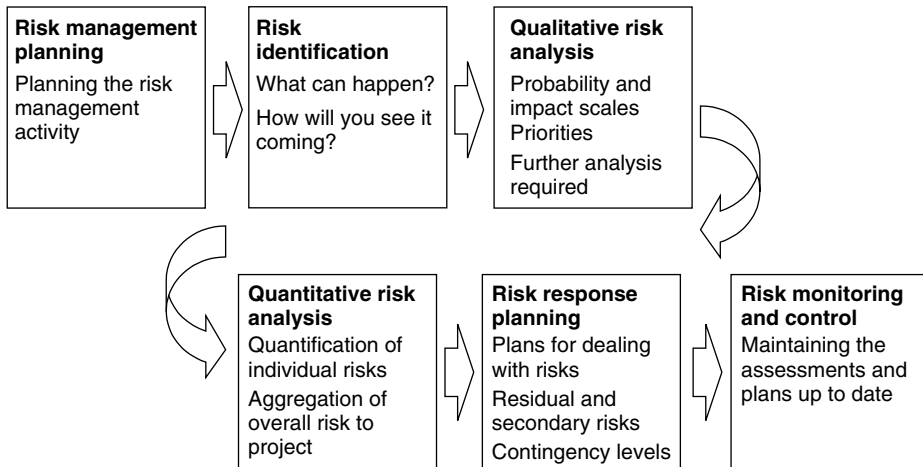 Risk management
planning
Planning the risk
management
activity
Risk
identification
What can happen?
How will you see it
coming?
Qualitative risk
analysis
Probability and
impact scales
Priorities
Further analysis
required
Quantitative risk
analysis
Quantification of
individual risks
Aggregation of
overall risk to
project
Risk response
planning
Plans for dealing
with risks
Residual and
secondary risks
Contingency levels
Risk monitoring
and control
Maintaining the
assessments and
plans up to date